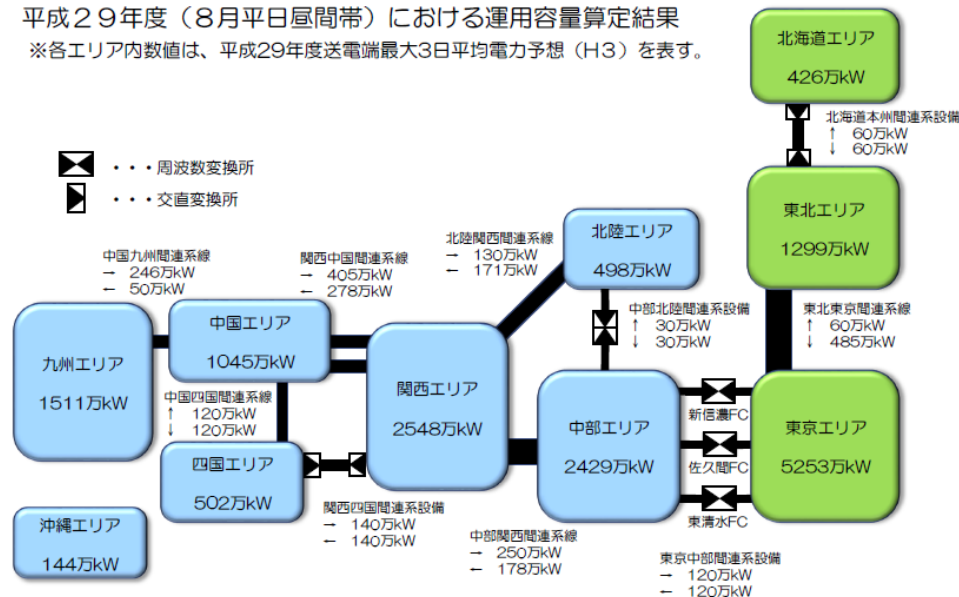 平成２９年度（８月平日昼間帯）における運用容量算定結果
※各エリア内数値は、平成29年度送電端最大3日平均電力予想（H3）を表す。
北海道エリア
426万kW
北海道本州間連系設備
↑ 60万kW
↓ 60万kW
・・・周波数変換所
・・・交直変換所
東北エリア
1299万kW
北陸エリア
498万kW
北陸関西間連系線
→ 130万kW
← 171万kW
中国九州間連系線
→ 246万kW
← 50万kW
関西中国間連系線
→ 405万kW
← 278万kW
中部北陸間連系設備
↑ 30万kW
↓ 30万kW
東北東京間連系線
↑ 60万kW
↓ 485万kW
九州エリア
1511万kW
中国エリア
1045万kW
関西エリア
2548万kW
中国四国間連系線
↑ 120万kW
↓ 120万kW
中部エリア
2429万kW
新信濃FC
佐久間FC
東清水FC
東京エリア
5253万kW
四国エリア
502万kW
関西四国間連系設備
→ 140万kW
← 140万kW
中部関西間連系線
→ 250万kW
← 178万kW
東京中部間連系設備
→ 120万kW
← 120万kW
沖縄エリア
144万kW